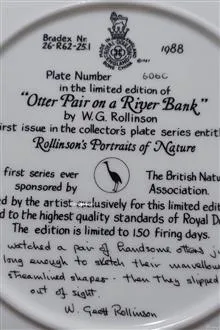 Bradex Nr.
26-R62-25.1
1988
Plate Number 606C
in the limited edition of
"Otter Pair on a River Bank"
by W.G. Rollinson
first issue in the collector's plate series entit
Rollinson's Portraits of Nature
first series ever
sponsored by
The British Natu
Association.
ed by the artist exclusively for this limited edit
d to the highest quality standards of Royal D
The edition is limited to 150 firing days.
watched a pair of handsome otters j
long enough to sketch their marvellou
streamlined shapes - then they slipped
out of sight.
W. Geoff Rollinson